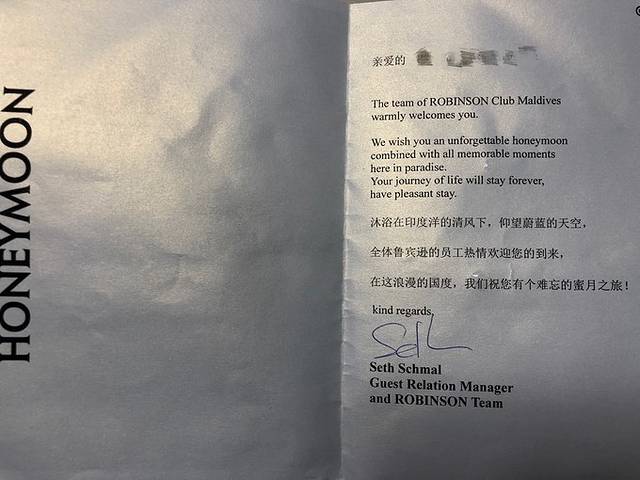 HONEYMOON
亲爱的
The team of ROBINSON Club Maldives
warmly welcomes you.
We wish you an unforgettable honeymoon
combined with all memorable moments
here in paradise.
Your journey of life will stay forever,
have pleasant stay.
沐浴在印度洋的清风下，仰望蔚蓝的天空，
全体鲁宾逊的员工热情欢迎您的到来，
在这浪漫的国度，我们祝您有个难忘的蜜月之旅！
kind regards,
Seth Schmal
Guest Relation Manager
and ROBINSON Team